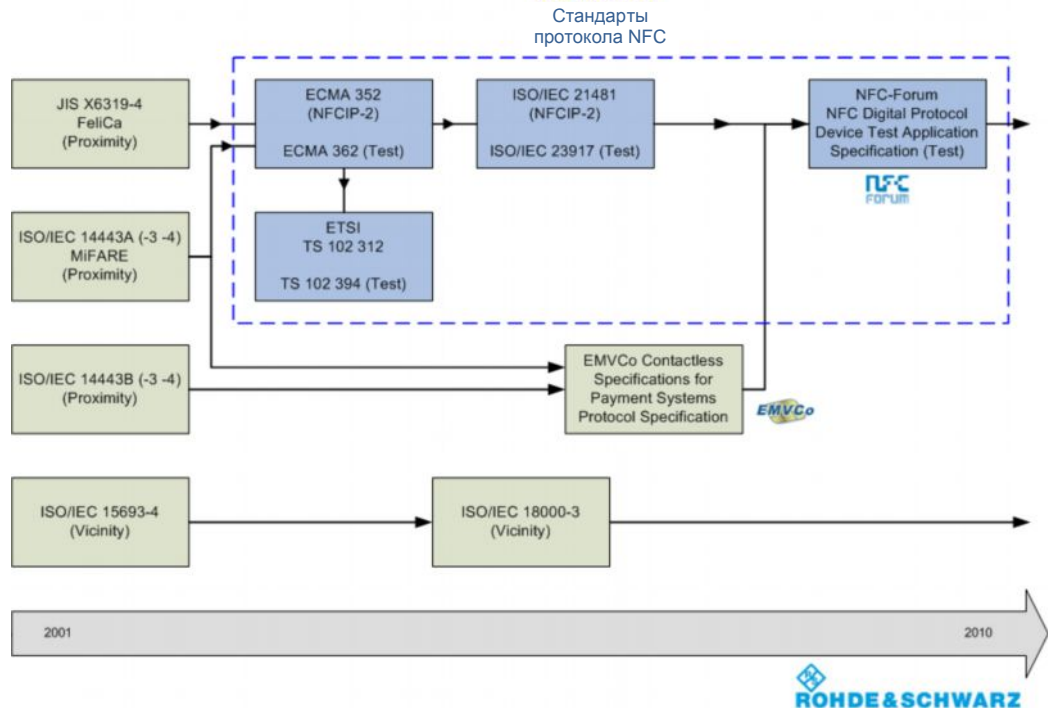 Стандарты
протокола NFC
JIS X6319-4
FeliCa
(Proximity)
ECMA 352
(NFCIP-2)
ECMA 362 (Test)
ISO/IEC 21481
(NFCIP-2)
ISO/IEC 23917 (Test)
NFC-Forum
NFC Digital Protocol
Device Test Application
Specification (Test)
NFC
FORUM
ISO/IEC 14443A (-3 -4)
MiFARE
(Proximity)
ETSI
TS 102 312
TS 102 394 (Test)
ISO/IEC 14443B (-3 -4)
(Proximity)
EMVCo Contactless
Specifications for
Payment Systems
Protocol Specification
EMVCo
ISO/IEC 15693-4
(Vicinity)
ISO/IEC 18000-3
(Vicinity)
2001
2010
ROHDE&SCHWARZ